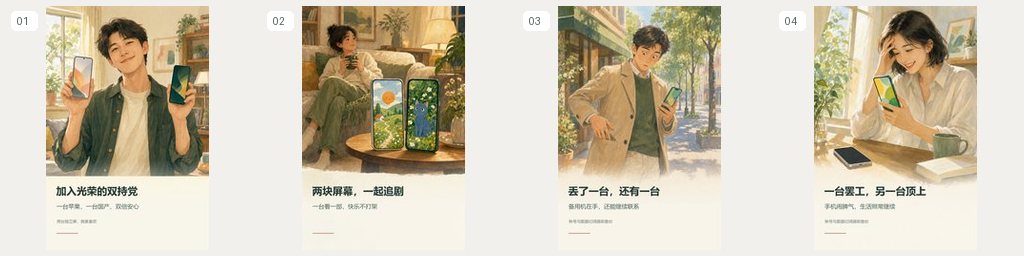 01
加入光荣的双持党
一台苹果，一台国产，双倍安心
02
两块屏幕，一起追剧
一台看一部，快乐不打架
03
丢了一台，还有一台
备用机在手，还能继续联系
04
一台罢工，另一台顶上
手机闹脾气，生活照常继续